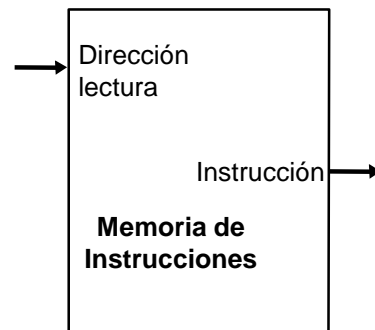 Dirección
lectura
Instrucción
Memoria de
Instrucciones